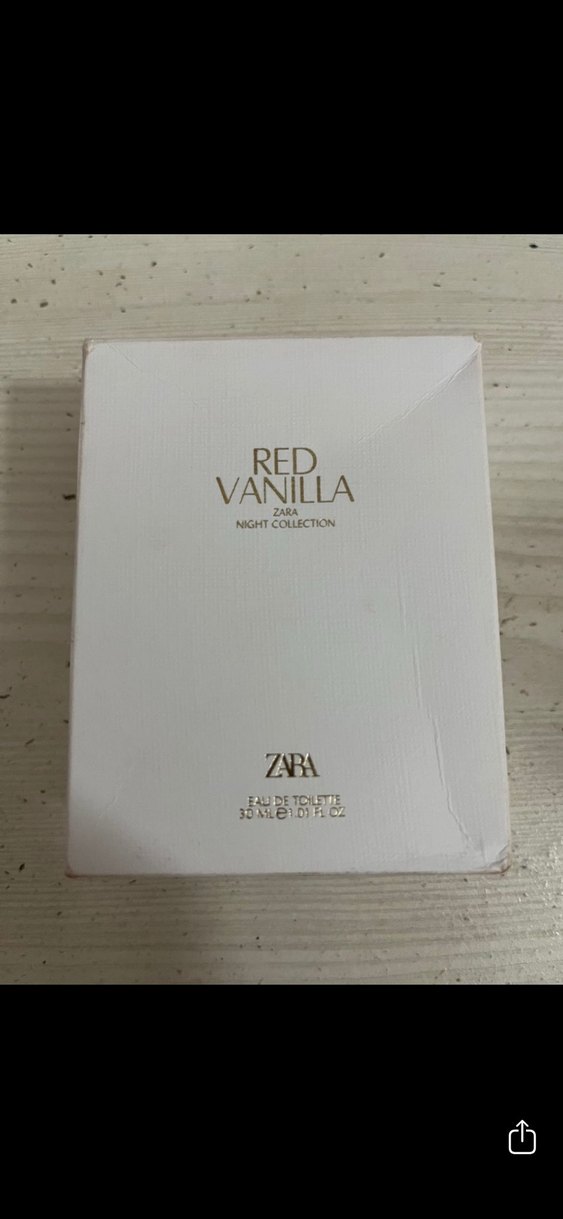 RED
VANILLA
ZARA
NIGHT COLLECTION
ZARA
EAU DE TOILETTE
30 ML ℮ 1.01 FL OZ